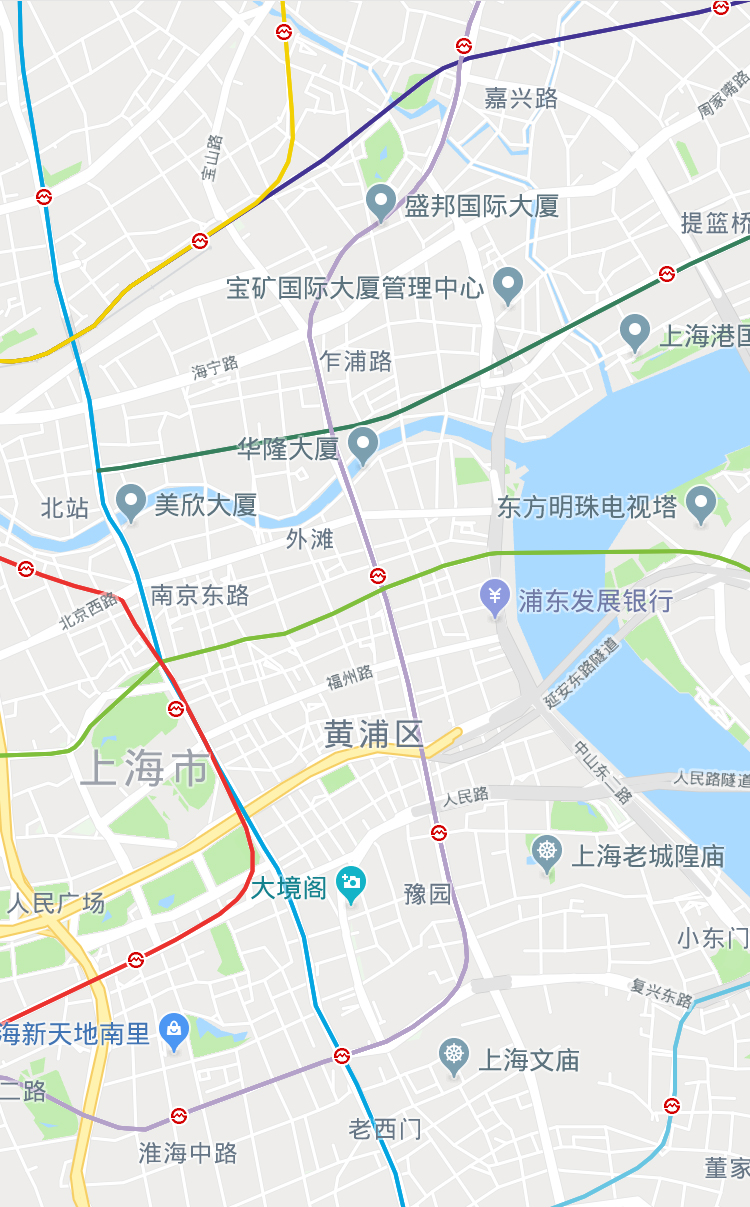 嘉兴路
周家嘴路
宝山路
盛邦国际大厦
提篮桥
宝矿国际大厦管理中心
上海港国
海宁路
乍浦路
华隆大厦
北站
美欣大厦
东方明珠电视塔
外滩
北京西路
南京东路
浦东发展银行
延安东路隧道
福州路
黄浦区
上海市
中山东二路
人民路隧道
人民路
上海老城隍庙
大境阁
豫园
人民广场
小东门
复兴东路
海新天地南里
上海文庙
二路
老西门
淮海中路
董家